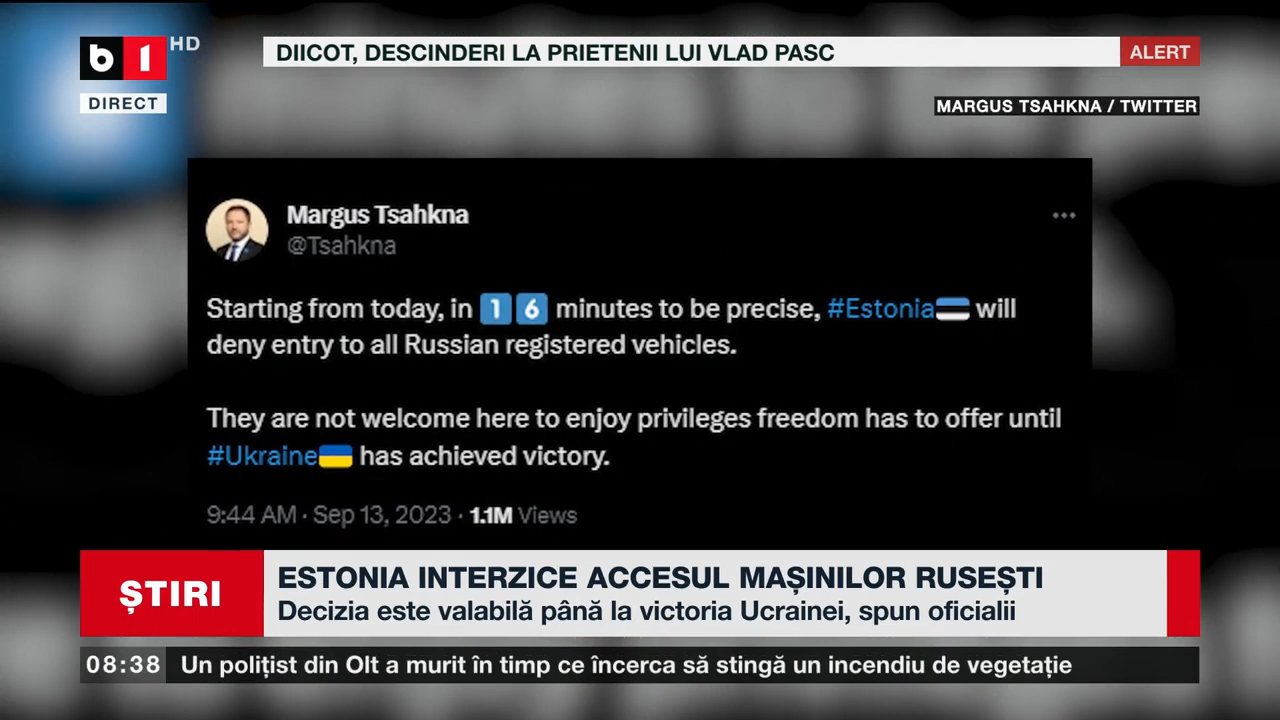 b1 HD
DIICOT, DESCINDERI LA PRIETENII LUI VLAD PASC
ALERT
DIRECT
MARGUS TSAHKNA / TWITTER
Margus Tsahkna
@Tsahkna
Starting from today, in 1️⃣6️⃣ minutes to be precise, #Estonia🇪🇪 will
deny entry to all Russian registered vehicles.
They are not welcome here to enjoy privileges freedom has to offer until
#Ukraine🇺🇦 has achieved victory.
9:44 AM · Sep 13, 2023 · 1.1M Views
ȘTIRI
ESTONIA INTERZICE ACCESUL MAȘINILOR RUSEȘTI
Decizia este valabilă până la victoria Ucrainei, spun oficialii
08:38 Un polițist din Olt a murit în timp ce încerca să stingă un incendiu de vegetație